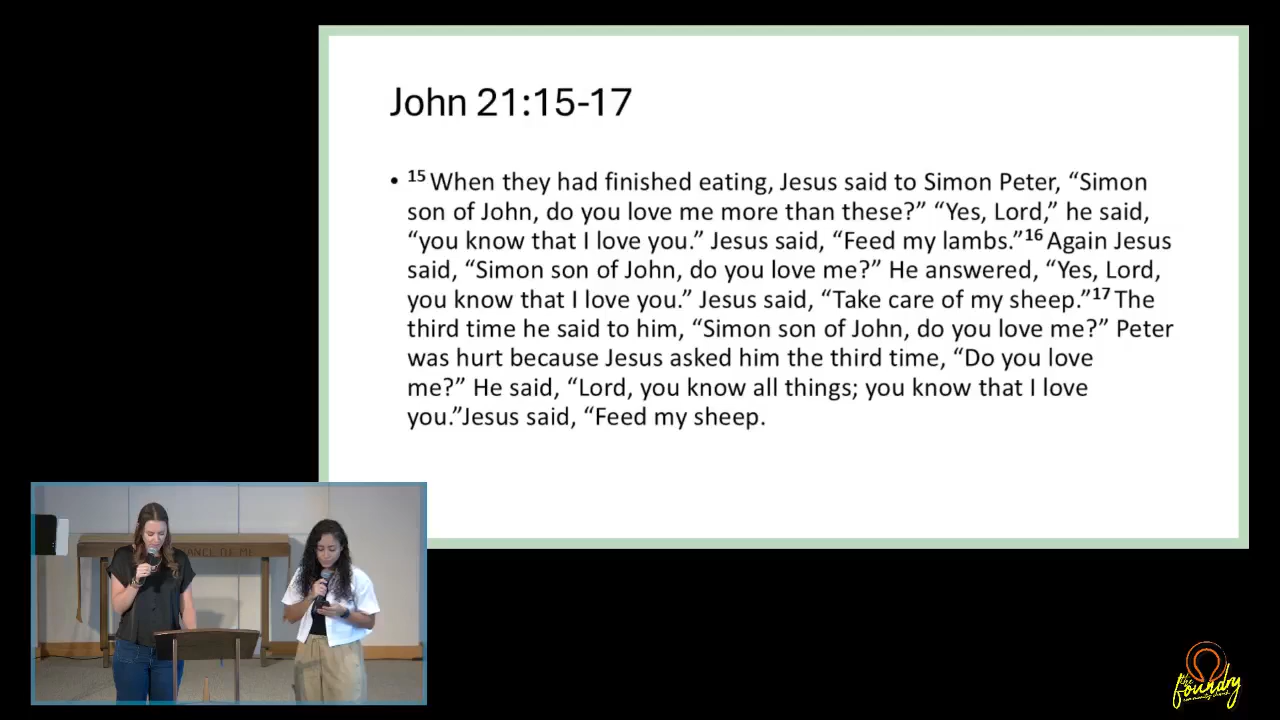 John 21:15-17
• ¹⁵ When they had finished eating, Jesus said to Simon Peter, “Simon
son of John, do you love me more than these?” “Yes, Lord,” he said,
“you know that I love you.” Jesus said, “Feed my lambs.”¹⁶ Again Jesus
said, “Simon son of John, do you love me?” He answered, “Yes, Lord,
you know that I love you.” Jesus said, “Take care of my sheep.”¹⁷ The
third time he said to him, “Simon son of John, do you love me?” Peter
was hurt because Jesus asked him the third time, “Do you love
me?” He said, “Lord, you know all things; you know that I love
you.”Jesus said, “Feed my sheep.
OF ME
the
foundry
community church